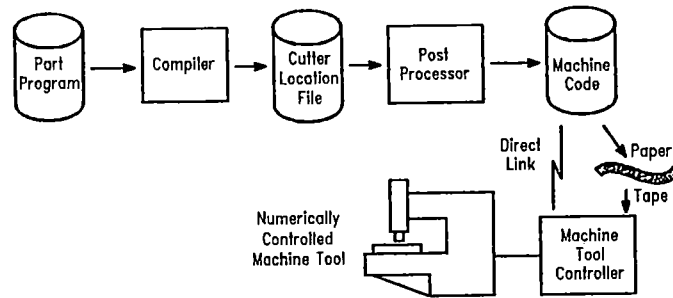 Part
Program
Compiler
Cutter
Location
File
Post
Processor
Machine
Code
Direct
Link
Paper
Tape
Numerically
Controlled
Machine Tool
Machine
Tool
Controller